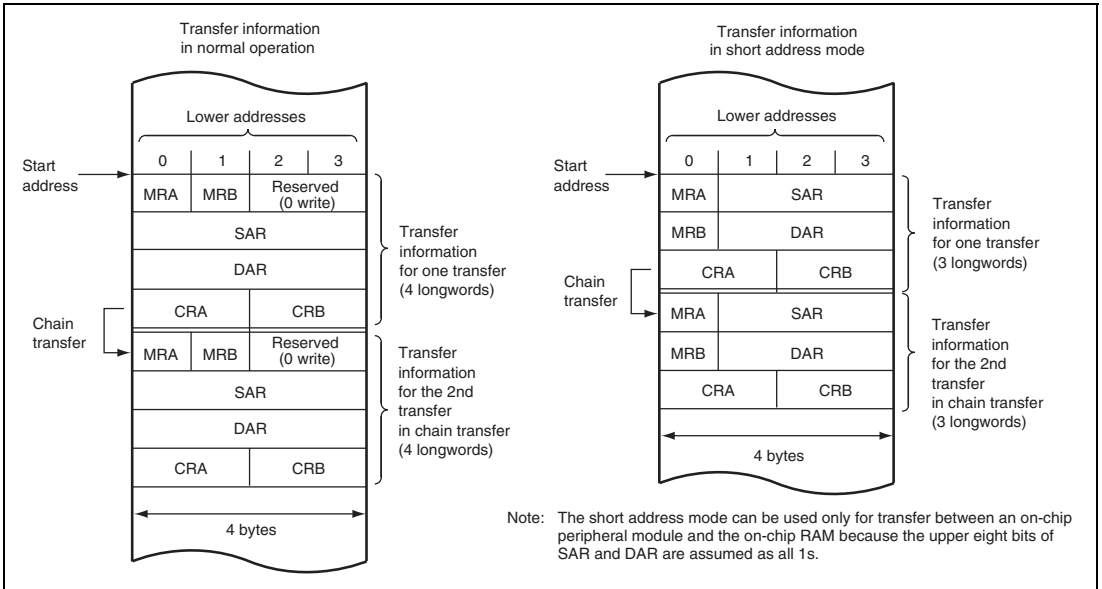 Transfer information
in normal operation
Lower addresses
0 1 2 3
Start
address
MRA MRB Reserved
(0 write)
SAR
DAR
CRA CRB
Transfer
information
for one transfer
(4 longwords)
Chain
transfer
MRA MRB Reserved
(0 write)
SAR
DAR
CRA CRB
Transfer
information
for the 2nd
transfer
in chain transfer
(4 longwords)
4 bytes
Transfer information
in short address mode
Lower addresses
0 1 2 3
Start
address
MRA SAR
MRB DAR
CRA CRB
Transfer
information
for one transfer
(3 longwords)
Chain
transfer
MRA SAR
MRB DAR
CRA CRB
Transfer
information
for the 2nd
transfer
in chain transfer
(3 longwords)
4 bytes
Note: The short address mode can be used only for transfer between an on-chip
peripheral module and the on-chip RAM because the upper eight bits of
SAR and DAR are assumed as all 1s.